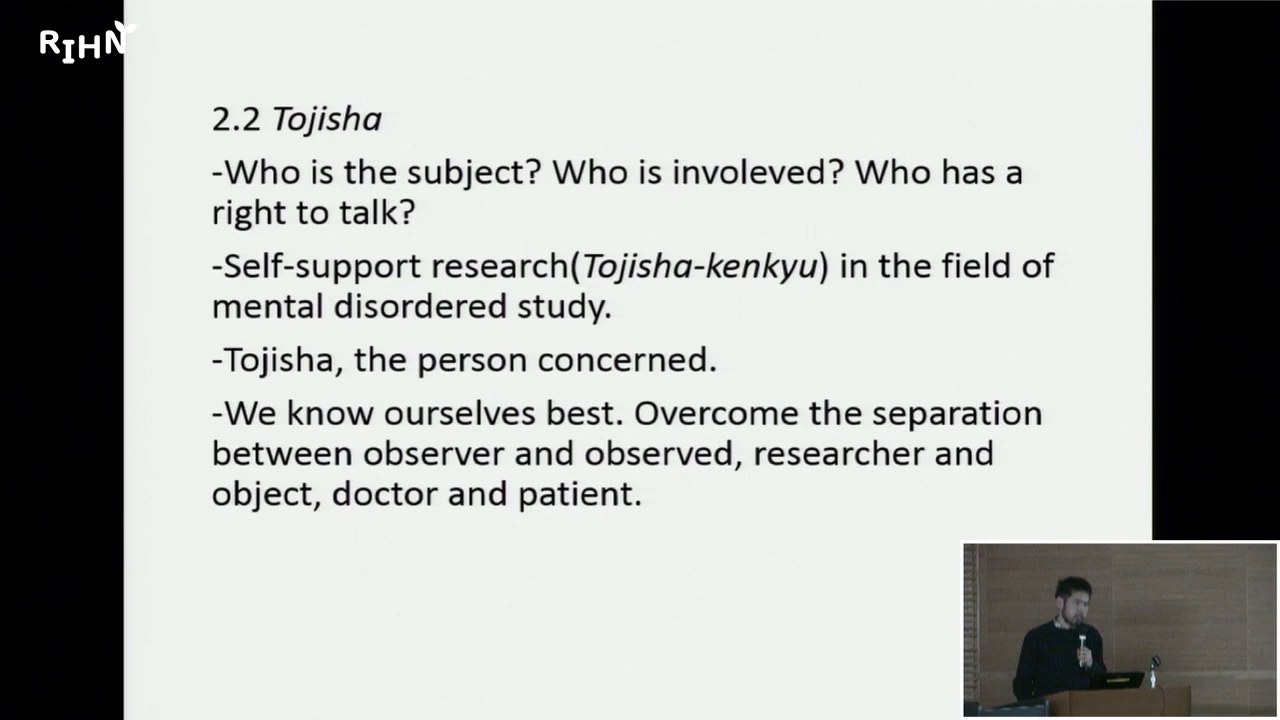 RIHN
2.2 Tojisha
-Who is the subject? Who is involeved? Who has a
right to talk?
-Self-support research(Tojisha-kenkyu) in the field of
mental disordered study.
-Tojisha, the person concerned.
-We know ourselves best. Overcome the separation
between observer and observed, researcher and
object, doctor and patient.